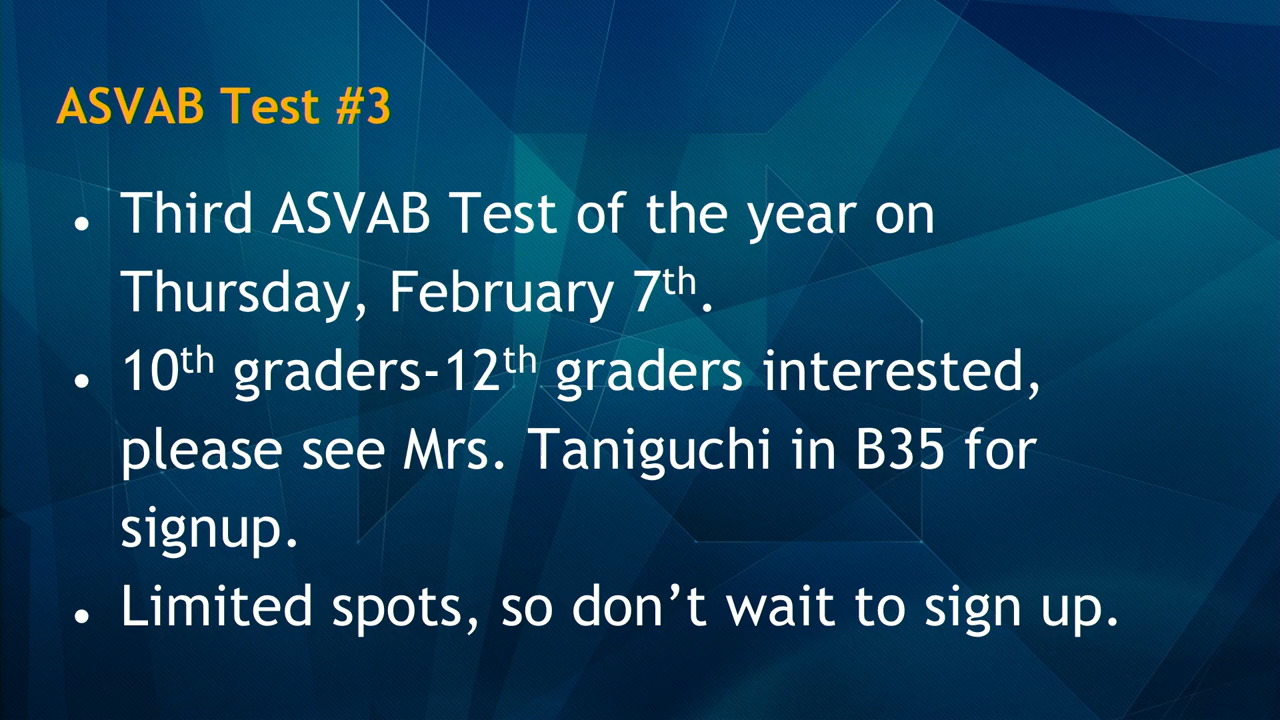 ASVAB Test #3
• Third ASVAB Test of the year on
Thursday, February 7th.
• 10th graders-12th graders interested,
please see Mrs. Taniguchi in B35 for
signup.
• Limited spots, so don’t wait to sign up.